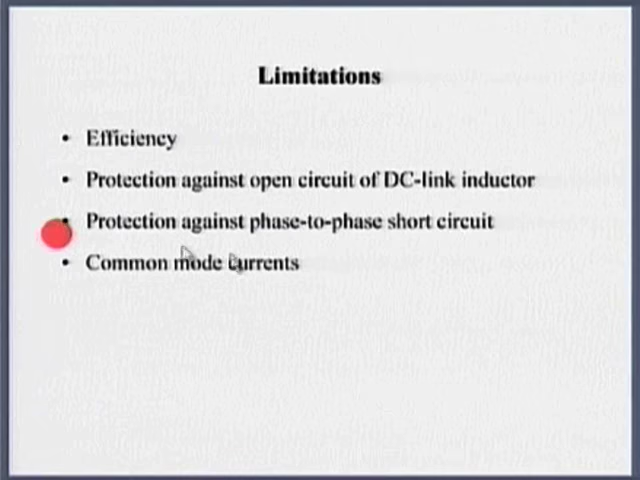 Limitations
• Efficiency
• Protection against open circuit of DC-link inductor
• Protection against phase-to-phase short circuit
• Common mode currents